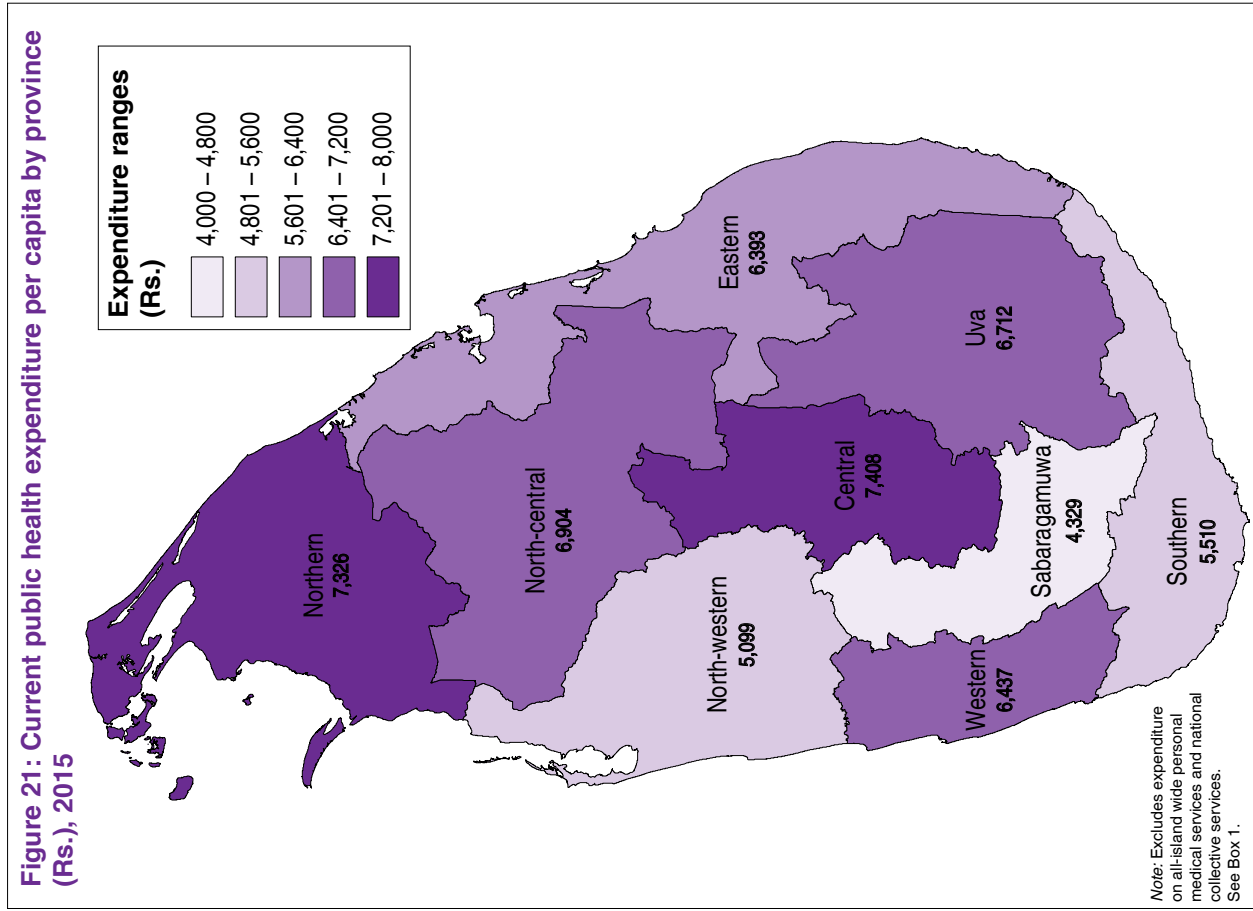 Figure 21: Current public health expenditure per capita by province
(Rs.), 2015
Expenditure ranges
(Rs.)
4,000 – 4,800
4,801 – 5,600
5,601 – 6,400
6,401 – 7,200
7,201 – 8,000
Northern
7,326
North-central
6,904
Eastern
6,393
North-western
5,099
Central
7,408
Uva
6,712
Western
6,437
Sabaragamuwa
4,329
Southern
5,510
Note: Excludes expenditure
on all-island wide personal
medical services and national
collective services.
See Box 1.